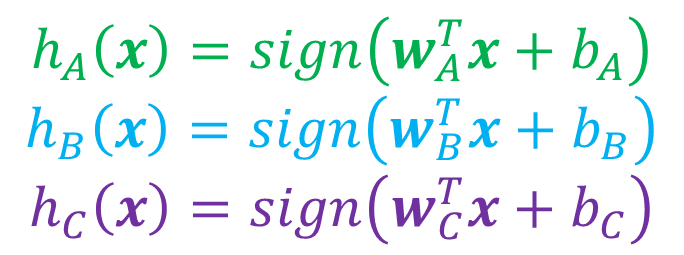 h_A(x) = sign(w_A^T x + b_A)
h_B(x) = sign(w_B^T x + b_B)
h_C(x) = sign(w_C^T x + b_C)